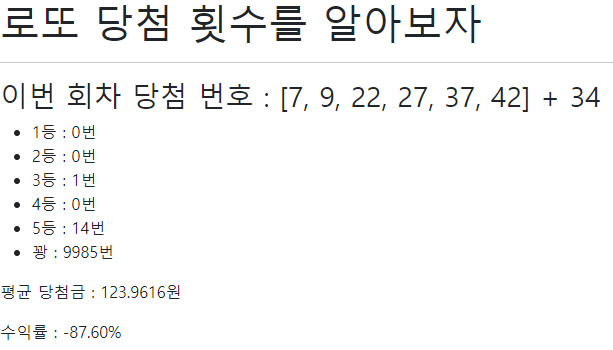 로또 당첨 횟수를 알아보자
이번 회차 당첨 번호 : [7, 9, 22, 27, 37, 42] + 34
• 1등 : 0번
• 2등 : 0번
• 3등 : 1번
• 4등 : 0번
• 5등 : 14번
• 꽝 : 9985번
평균 당첨금 : 123.9616원
수익률 : -87.60%